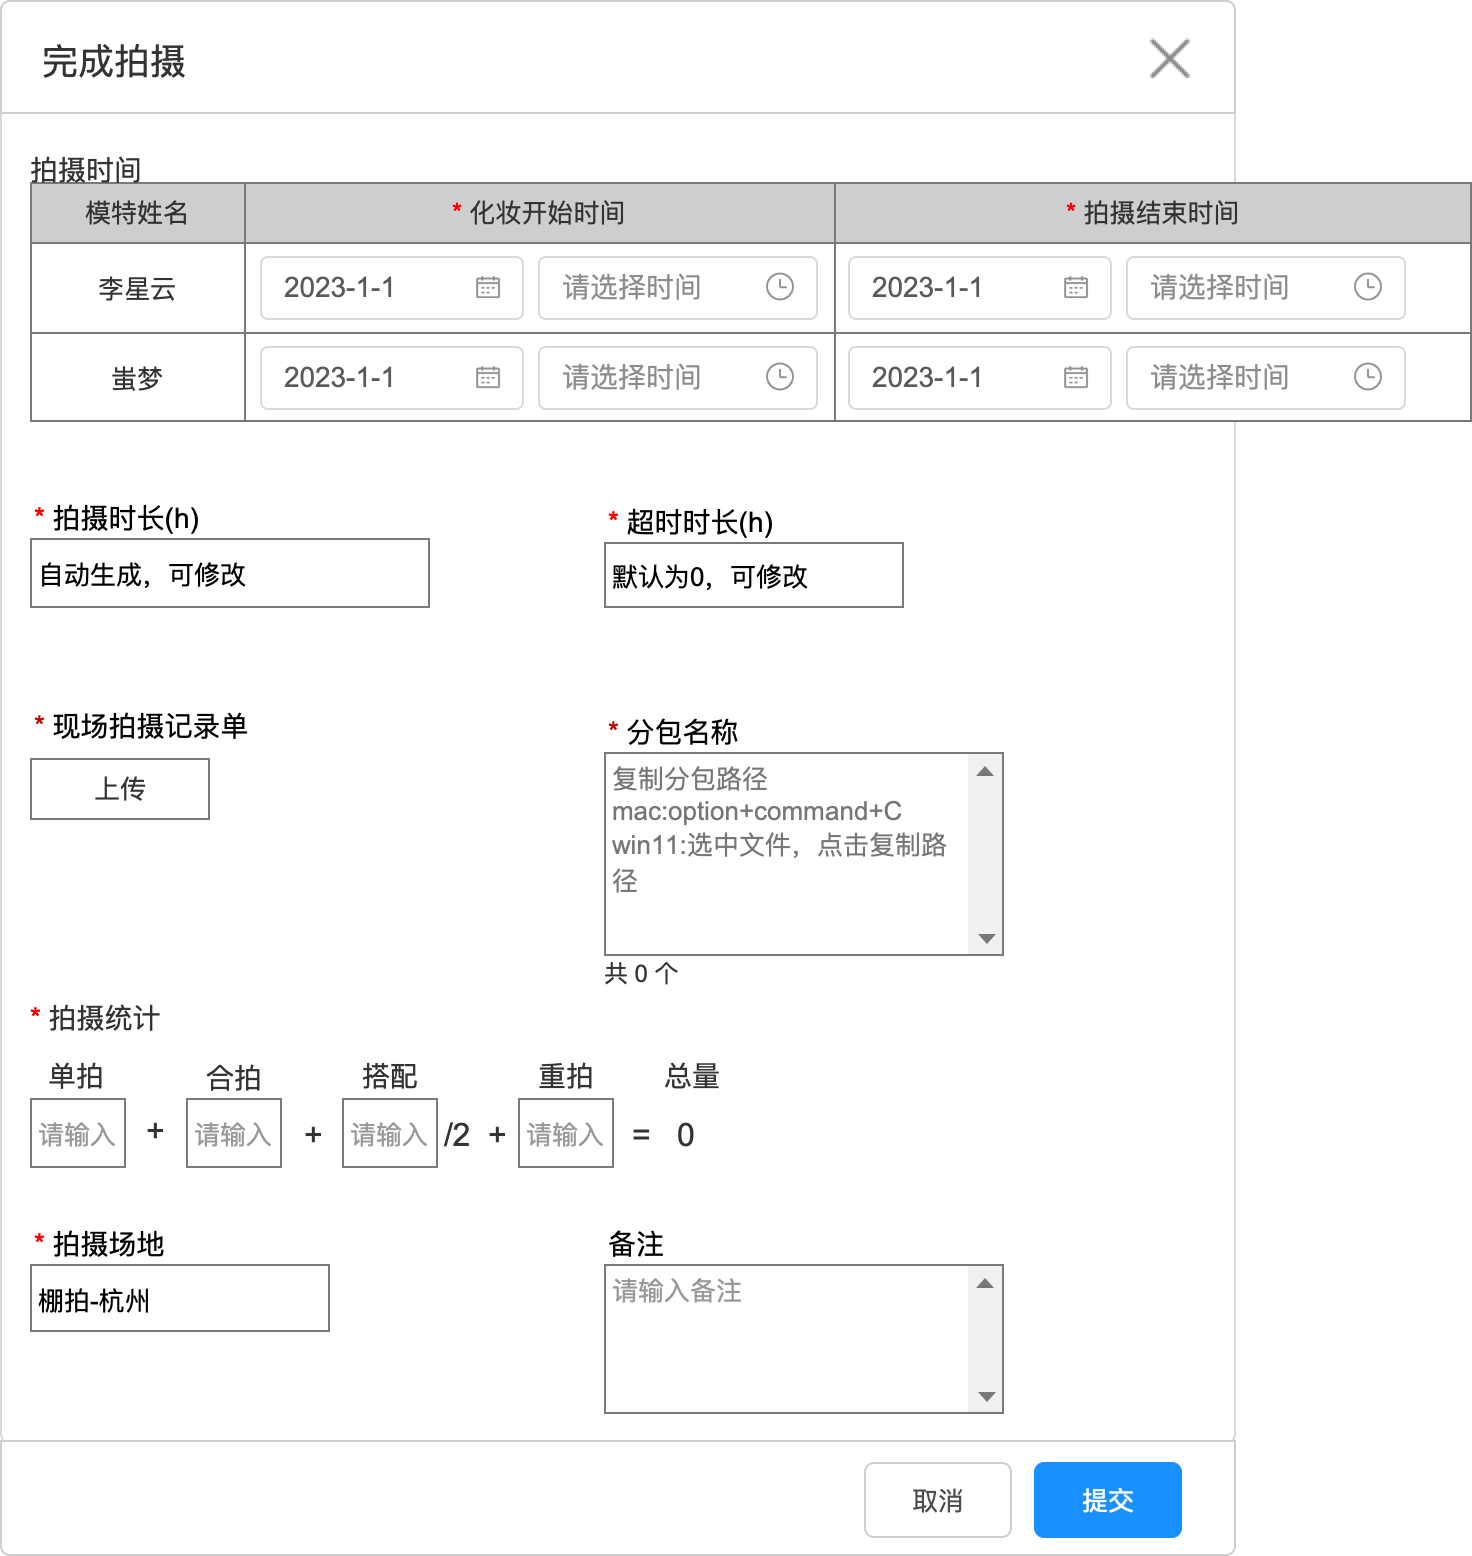 完成拍摄
拍摄时间
模特姓名 * 化妆开始时间 * 拍摄结束时间
李星云 2023-1-1 请选择时间 2023-1-1 请选择时间
蚩梦 2023-1-1 请选择时间 2023-1-1 请选择时间
* 拍摄时长(h) * 超时时长(h)
自动生成，可修改 默认为0，可修改
* 现场拍摄记录单 * 分包名称
上传
复制分包路径
mac:option+command+C
win11:选中文件，点击复制路
径
共 0 个
* 拍摄统计
单拍 合拍 搭配 重拍 总量
请输入 + 请输入 + 请输入 /2 + 请输入 = 0
* 拍摄场地 备注
棚拍-杭州 请输入备注
取消 提交